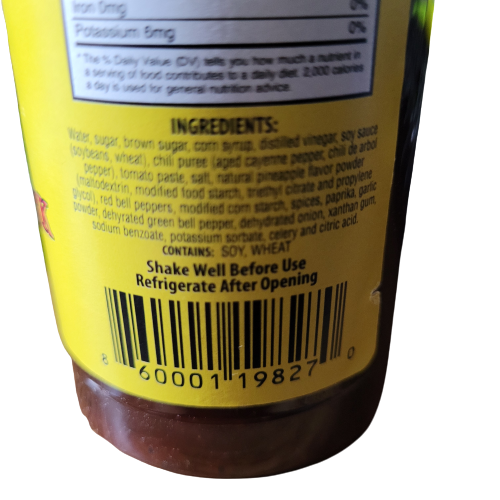 Iron 0mg 0%
Potassium 6mg 0%
* The % Daily Value (DV) tells you how much a nutrient in
a serving of food contributes to a daily diet. 2,000 calories
a day is used for general nutrition advice.
INGREDIENTS:
Water, sugar, brown sugar, corn syrup, distilled vinegar, soy sauce
(soybeans, wheat), chili puree (aged cayenne pepper, chili de arbol
pepper), tomato paste, salt, natural pineapple flavor powder
(maltodextrin, modified food starch, triethyl citrate and propylene
glycol), red bell peppers, modified corn starch, spices, paprika, garlic
powder, dehyrated green bell pepper, dehydrated onion, xanthan gum,
sodium benzoate, potassium sorbate, celery and citric acid.
CONTAINS: SOY, WHEAT
Shake Well Before Use
Refrigerate After Opening
8 60001 19827 0